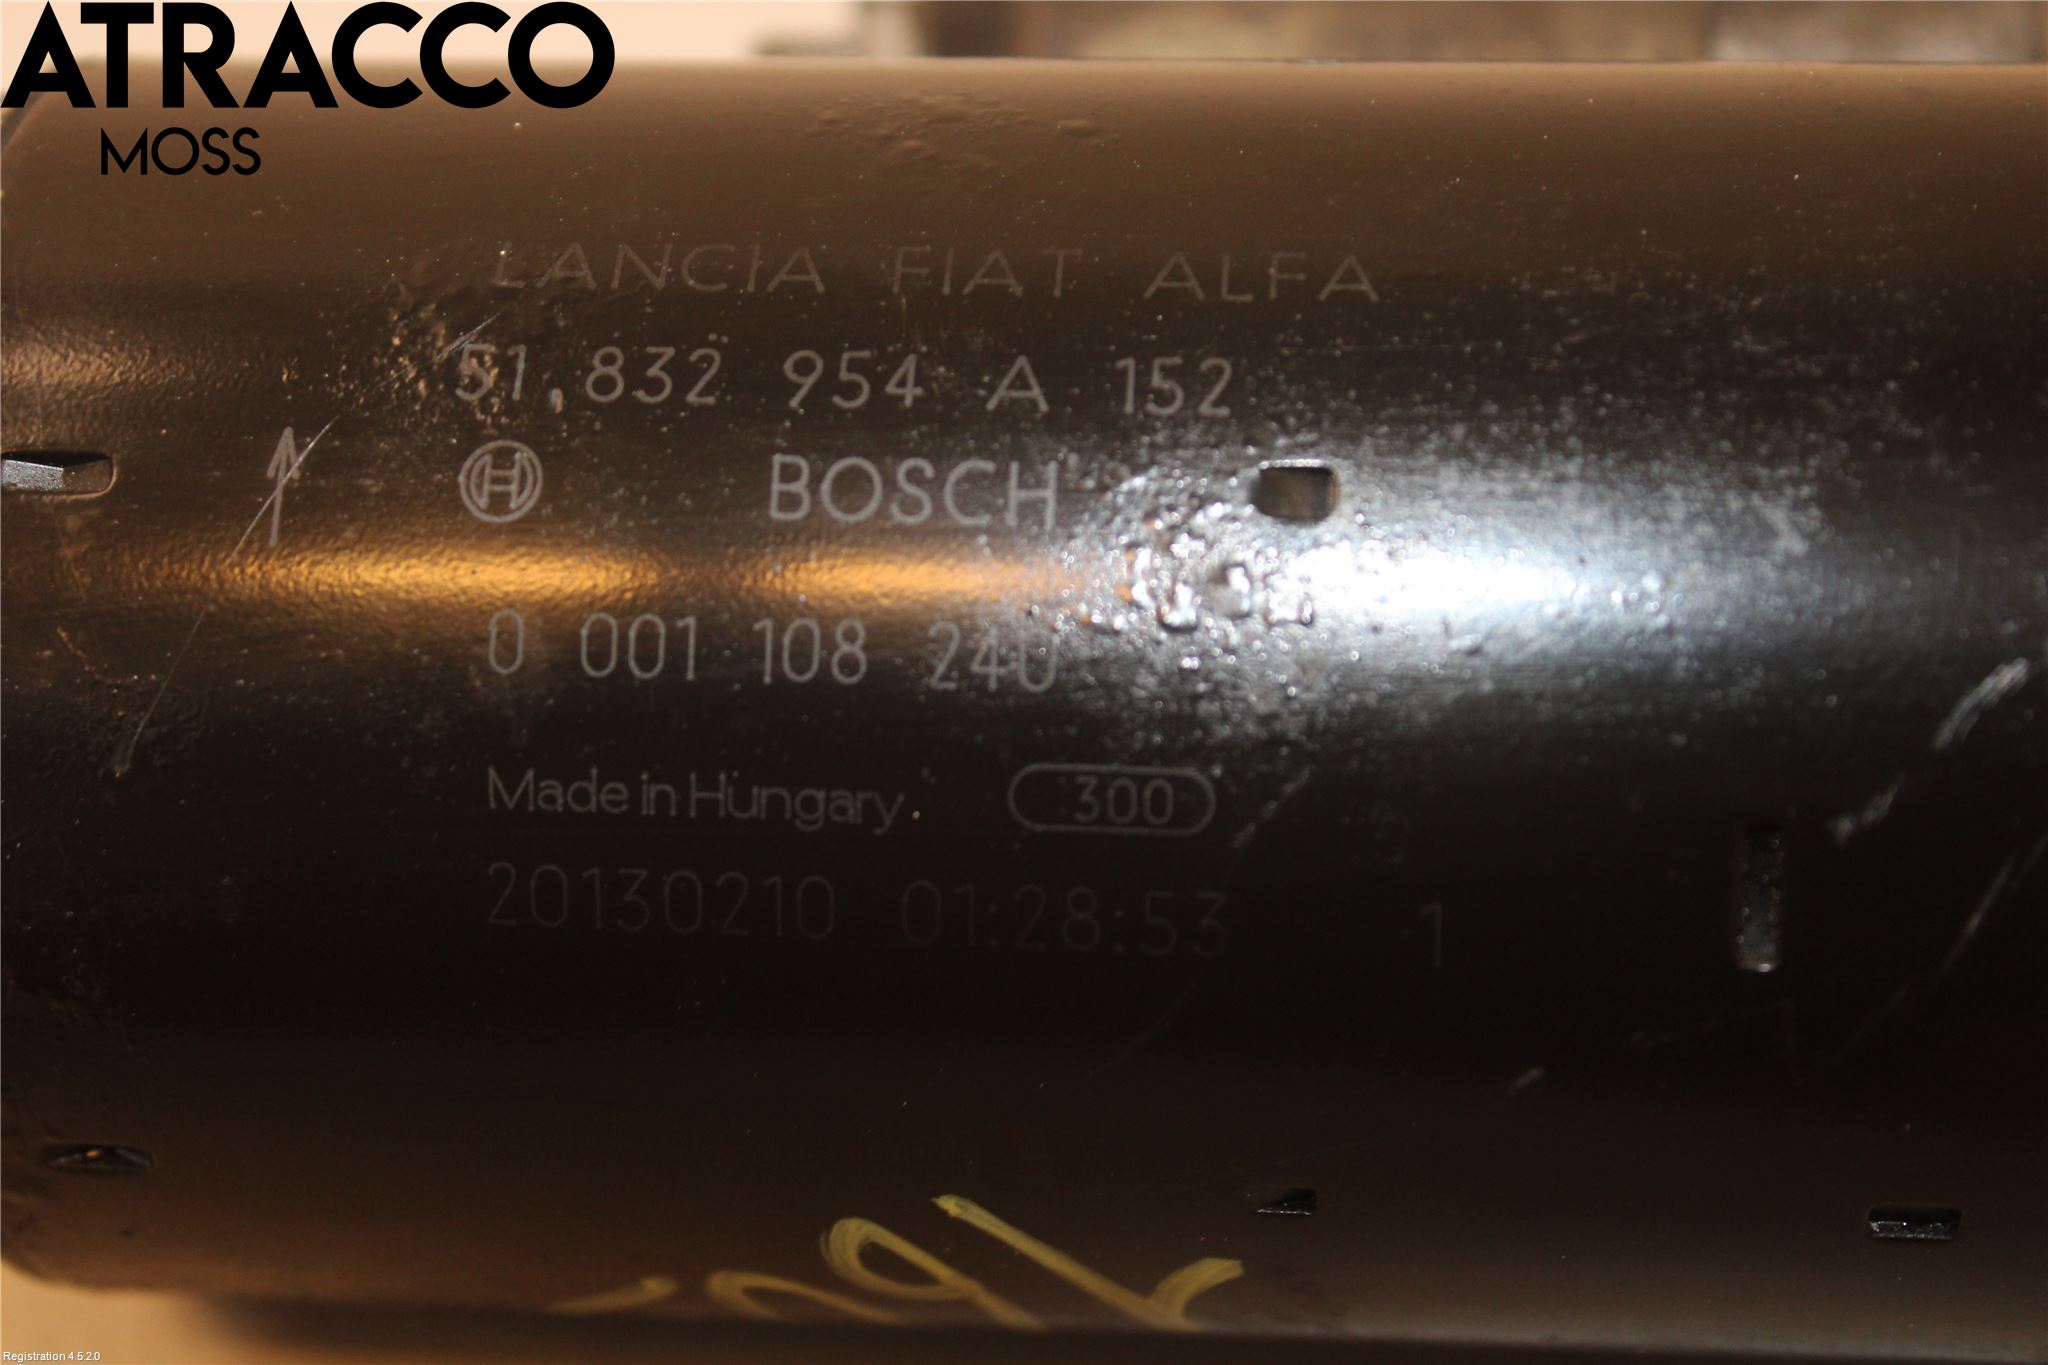 ATRACCO
MOSS
LANCIA FIAT ALFA
51.832 954 A 152
BOSCH
0 001 108 240
Made in Hungary 300
20130210 01:28:53 1
Registration 4.5.2.0